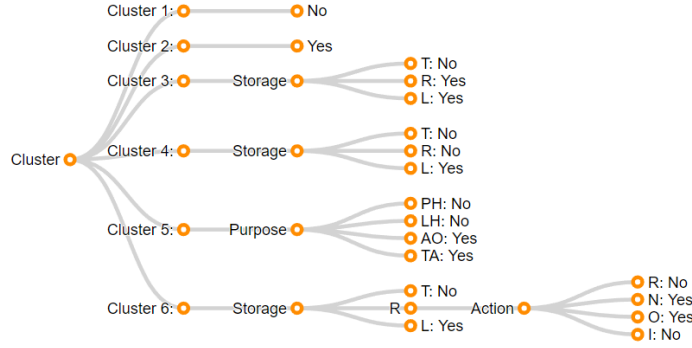 Cluster 1:
No
Cluster 2:
Yes
Cluster 3:
Storage
T: No
R: Yes
L: Yes
Cluster
Cluster 4:
Storage
T: No
R: No
L: Yes
Cluster 5:
Purpose
PH: No
LH: No
AO: Yes
TA: Yes
Cluster 6:
Storage
T: No
R
L: Yes
Action
R: No
N: Yes
O: Yes
I: No